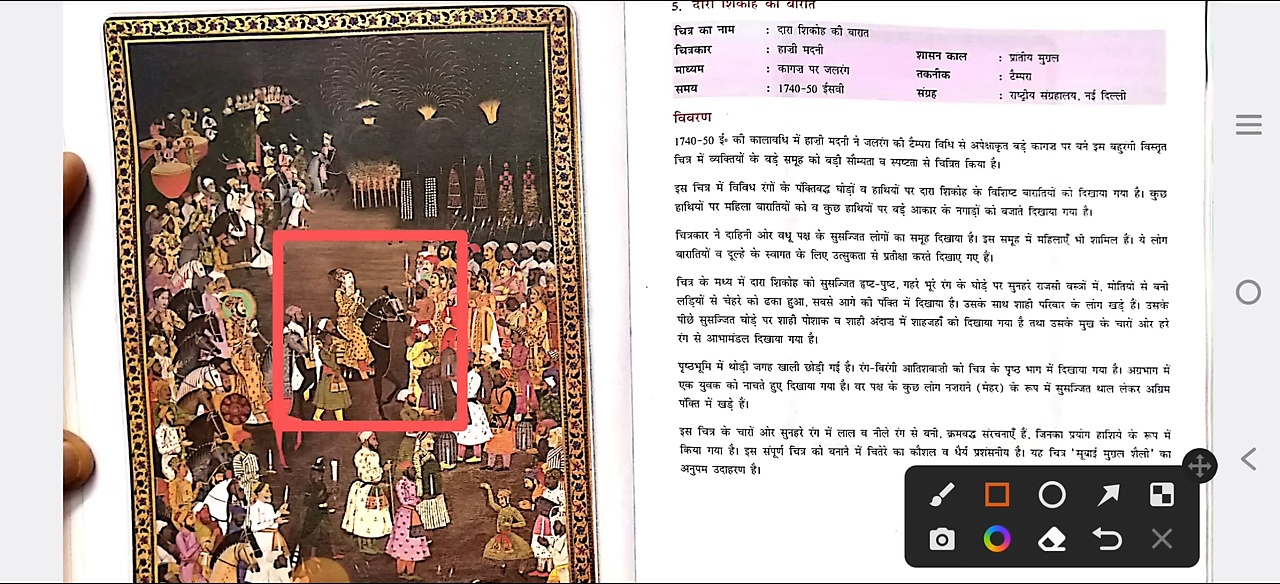 5. दारा शिकोह की बारात
चित्र का नाम : दारा शिकोह की बारात
चित्रकार : हाजी मदनी शासन काल : प्रांतीय मुग़ल
माध्यम : कागज पर जलरंग तकनीक : टैम्परा
समय : 1740-50 ईसवी संग्रह : राष्ट्रीय संग्रहालय, नई दिल्ली
विवरण
1740-50 ई॰ की कालावधि में हाजी मदनी ने जलरंग की टैम्परा विधि से अपेक्षाकृत बड़े कागज पर बने इस बहुरंगी विस्तृत
चित्र में व्यक्तियों के बड़े समूह को बड़ी सौम्यता व स्पष्टता से चित्रित किया है।
इस चित्र में विविध रंगों के पंक्तिबद्ध घोड़ों व हाथियों पर दारा शिकोह के विशिष्ट बारातियों को दिखाया गया है। कुछ
हाथियों पर महिला बारातियों को व कुछ हाथियों पर बड़े आकार के नगाड़ों को बजाते दिखाया गया है।
चित्रकार ने दाहिनी ओर वधू पक्ष के सुसज्जित लोगों का समूह दिखाया है। इस समूह में महिलाएँ भी शामिल हैं। ये लोग
बारातियों व दूल्हे के स्वागत के लिए उत्सुकता से प्रतीक्षा करते दिखाए गए हैं।
चित्र के मध्य में दारा शिकोह को सुसज्जित हृष्ट-पुष्ट, गहरे भूरे रंग के घोड़े पर सुनहरे राजसी वस्त्रों में, मोतियों से बनी
लड़ियों से चेहरे को ढका हुआ, सबसे आगे की पंक्ति में दिखाया है। उसके साथ शाही परिवार के लोग खड़े हैं। उसके
पीछे सुसज्जित घोड़े पर शाही पोशाक व शाही अंदाज में शाहजहाँ को दिखाया गया है तथा उसके मुख के चारों ओर हरे
रंग से आभामंडल दिखाया गया है।
पृष्ठभूमि में थोड़ी जगह खाली छोड़ी गई है। रंग-बिरंगी आतिशबाजी को चित्र के पृष्ठ भाग में दिखाया गया है। अग्रभाग में
एक युवक को नाचते हुए दिखाया गया है। वर पक्ष के कुछ लोग नजराने (मेहर) के रूप में सुसज्जित थाल लेकर अग्रिम
पंक्ति में खड़े हैं।
इस चित्र के चारों ओर सुनहरे रंग में लाल व नीले रंग से बनी, क्रमबद्ध संरचनाएँ हैं, जिनका प्रयोग हाशिये के रूप में
किया गया है। इस संपूर्ण चित्र को बनाने में चितेरे का कौशल व धैर्य प्रशंसनीय है। यह चित्र 'सूबाई मुग़ल शैली' का
अनुपम उदाहरण है।